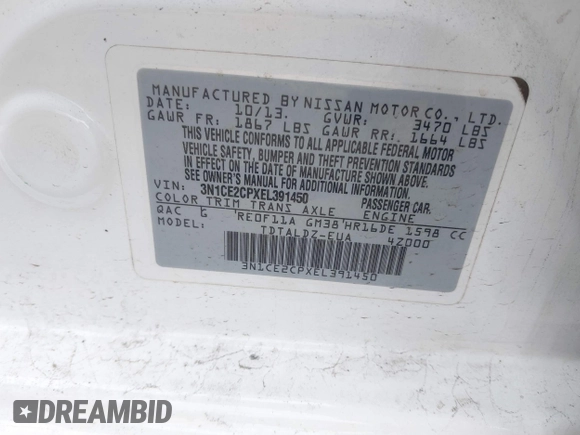 MANUFACTURED BY NISSAN MOTOR CO., LTD.
DATE: 10/13. GVWR: 3470 LBS
GAWR FR: 1867 LBS GAWR RR: 1664 LBS
THIS VEHICLE CONFORMS TO ALL APPLICABLE FEDERAL MOTOR
VEHICLE SAFETY, BUMPER AND THEFT PREVENTION STANDARDS
IN EFFECT ON THE DATE OF MANUFACTURE SHOWN ABOVE.
SEE OWNER'S MANUAL FOR ADDITIONAL INFORMATION
VIN: 3N1CE2CPXEL391450 PASSENGER CAR.
COLOR TRIM TRANS AXLE ENGINE
QAC G RE0F11A GM38 HR16DE 1598 CC
MODEL: TDTALDZ-EUA 4Z000
3N1CE2CPXEL391450
DREAMBID